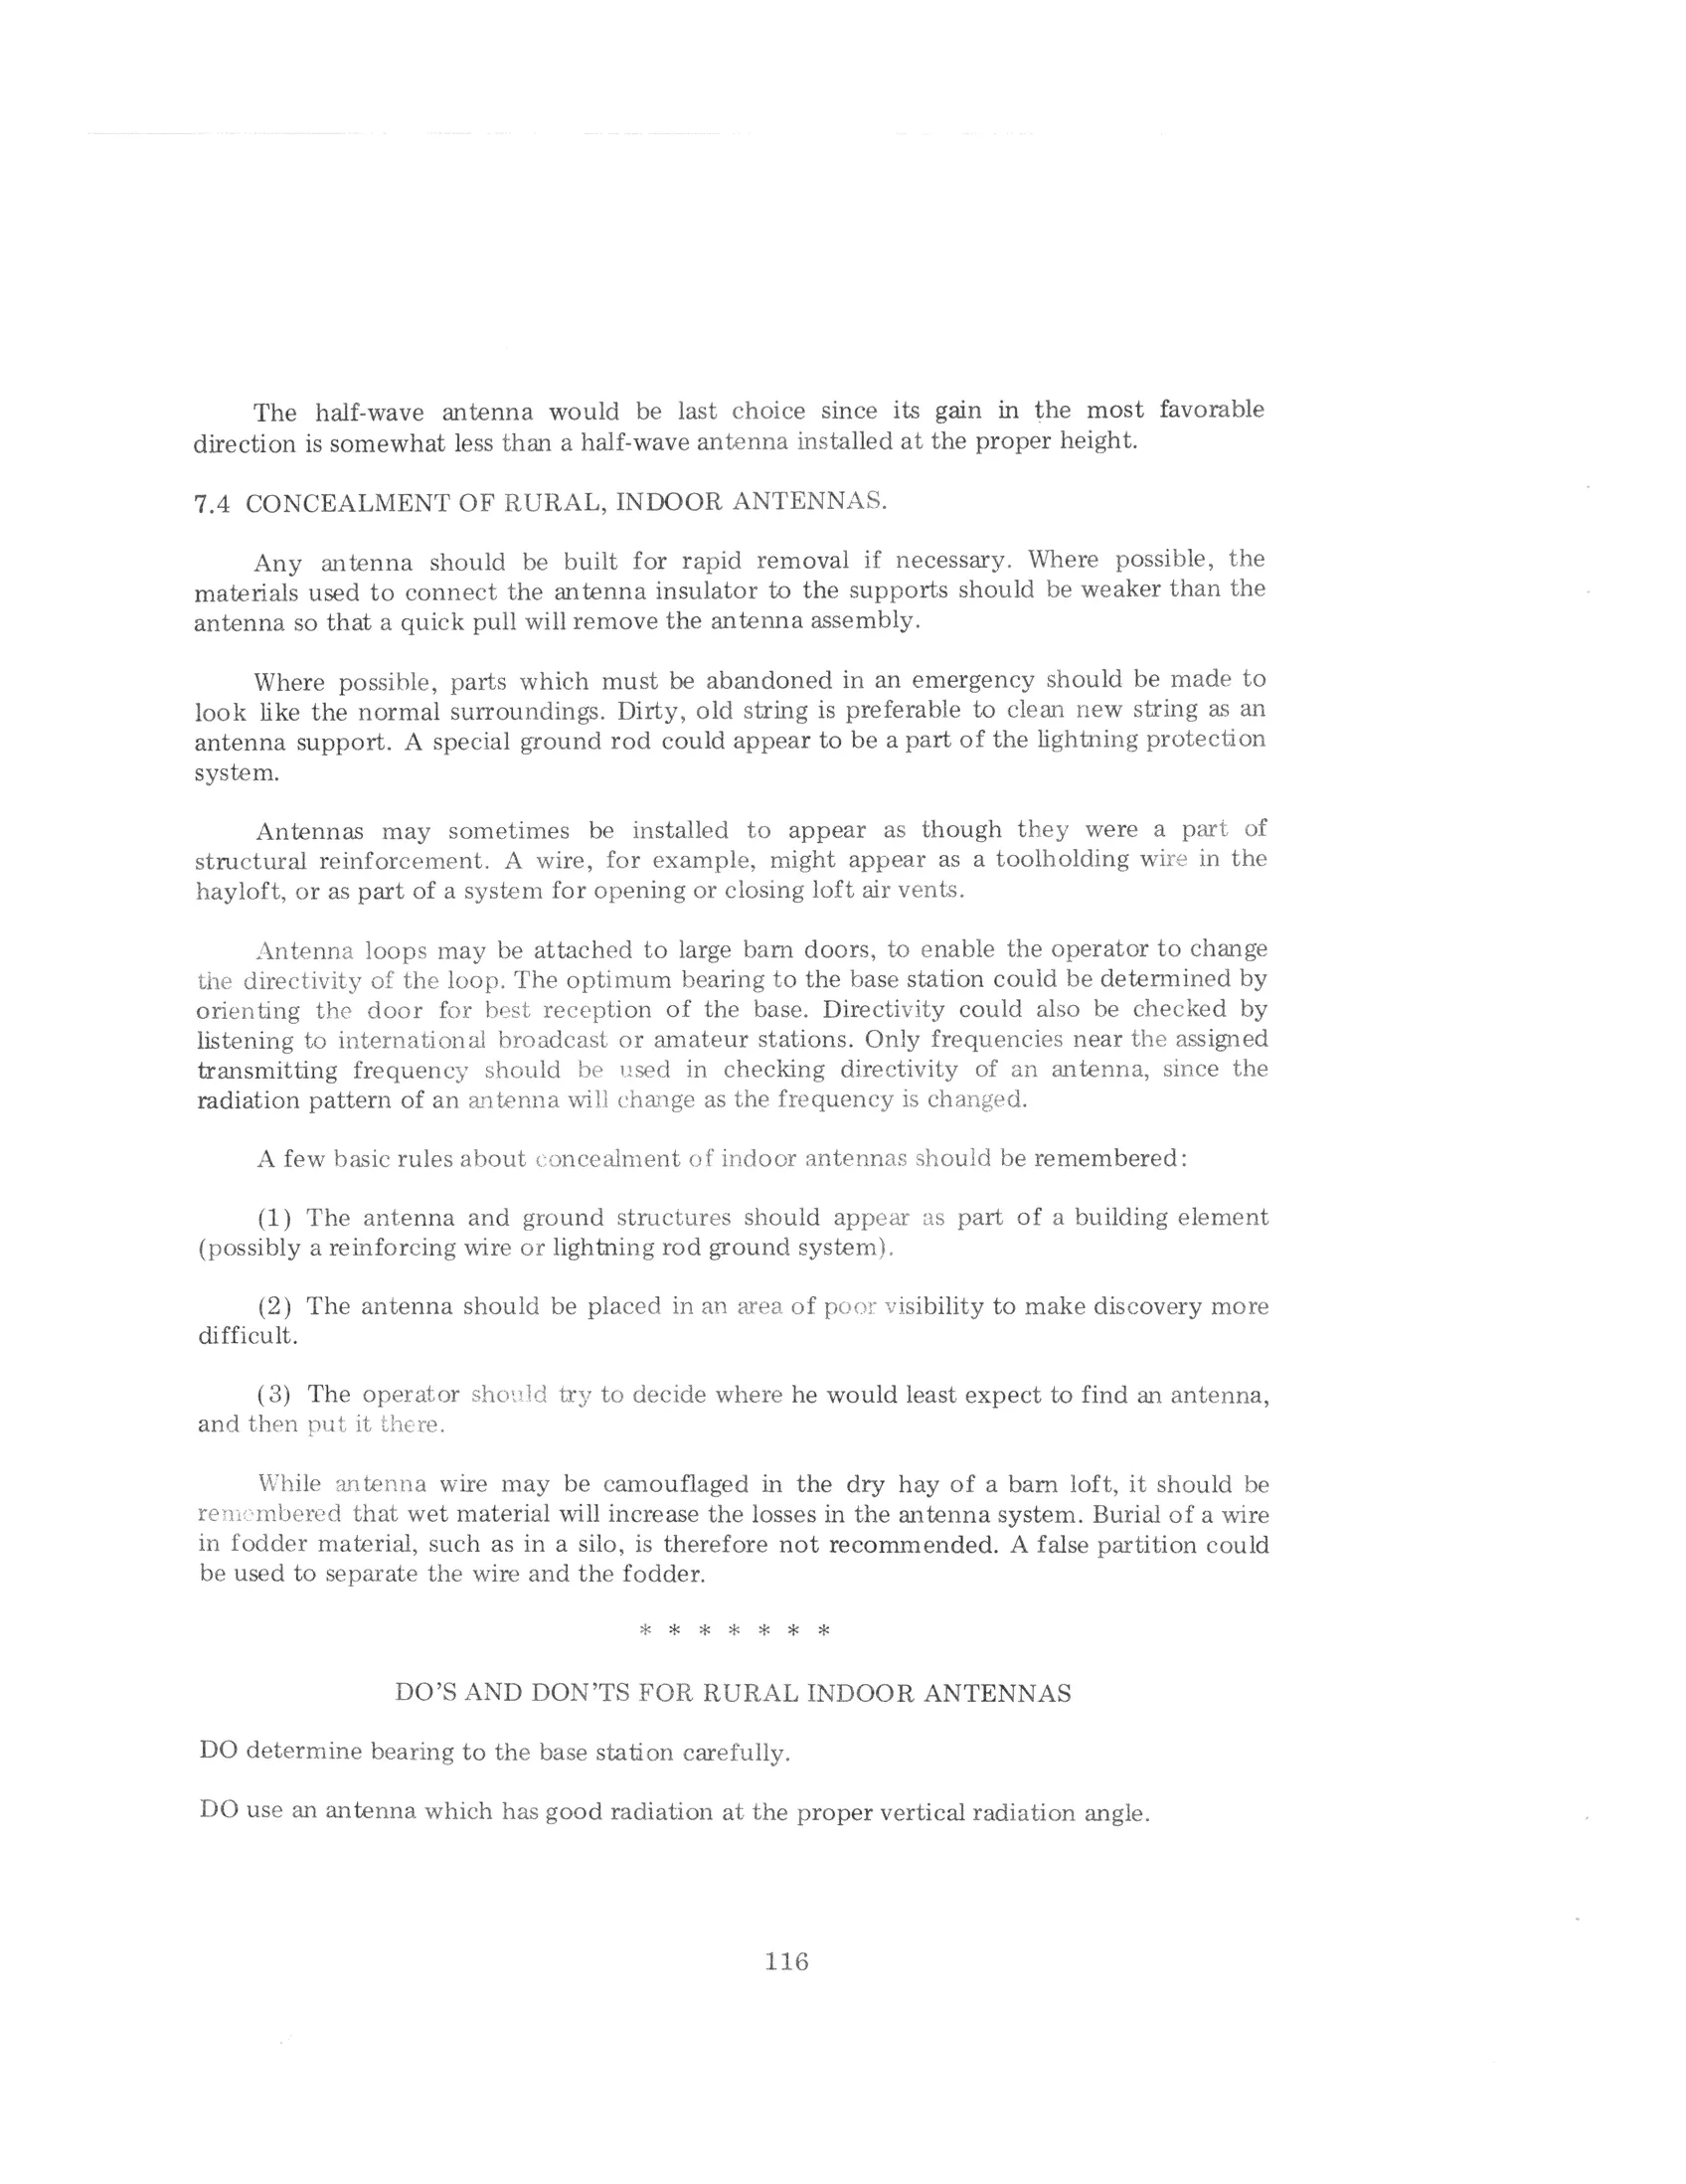 The half-wave antenna would be last choice since its gain in the most favorable
direction is somewhat less than a half-wave antenna installed at the proper height.
7.4 CONCEALMENT OF RURAL, INDOOR ANTENNAS.
Any antenna should be built for rapid removal if necessary. Where possible, the
materials used to connect the antenna insulator to the supports should be weaker than the
antenna so that a quick pull will remove the antenna assembly.
Where possible, parts which must be abandoned in an emergency should be made to
look like the normal surroundings. Dirty, old string is preferable to clean new string as an
antenna support. A special ground rod could appear to be a part of the lightning protection
system.
Antennas may sometimes be installed to appear as though they were a part of
structural reinforcement. A wire, for example, might appear as a toolholding wire in the
hayloft, or as part of a system for opening or closing loft air vents.
Antenna loops may be attached to large barn doors, to enable the operator to change
the directivity of the loop. The optimum bearing to the base station could be determined by
orienting the door for best reception of the base. Directivity could also be checked by
listening to international broadcast or amateur stations. Only frequencies near the assigned
transmitting frequency should be used in checking directivity of an antenna, since the
radiation pattern of an antenna will change as the frequency is changed.
A few basic rules about concealment of indoor antennas should be remembered:
(1) The antenna and ground structures should appear as part of a building element
(possibly a reinforcing wire or lightning rod ground system).
(2) The antenna should be placed in an area of poor visibility to make discovery more
difficult.
(3) The operator should try to decide where he would least expect to find an antenna,
and then put it there.
While antenna wire may be camouflaged in the dry hay of a barn loft, it should be
remembered that wet material will increase the losses in the antenna system. Burial of a wire
in fodder material, such as in a silo, is therefore not recommended. A false partition could
be used to separate the wire and the fodder.
* * * * * * *
DO'S AND DON'TS FOR RURAL INDOOR ANTENNAS
DO determine bearing to the base station carefully.
DO use an antenna which has good radiation at the proper vertical radiation angle.
116